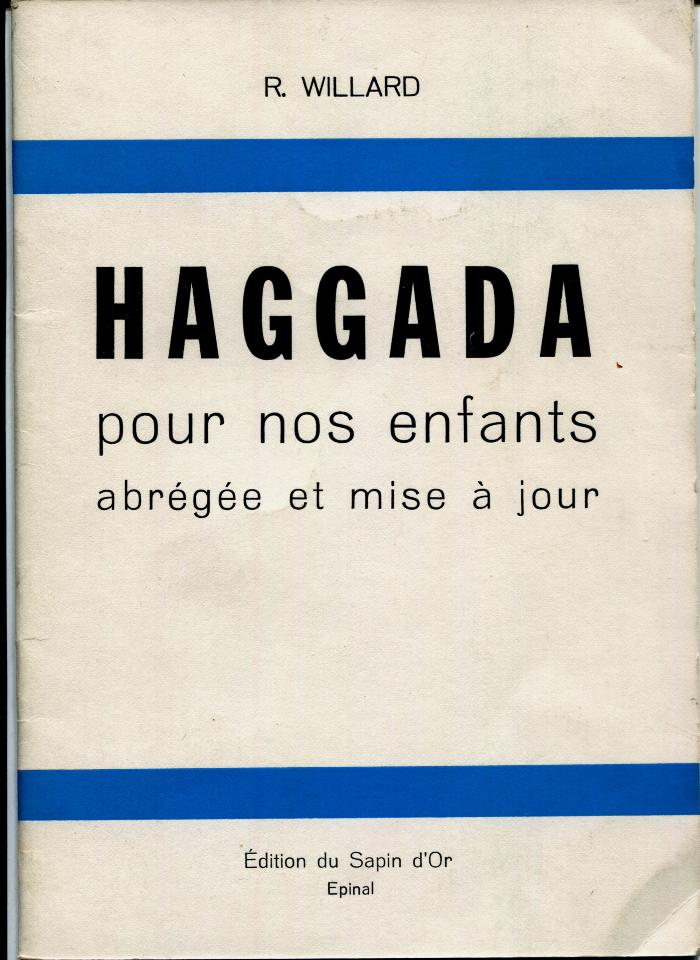 R. WILLARD
HAGGADA
pour nos enfants
abrégée et mise à jour
Édition du Sapin d'Or
Epinal